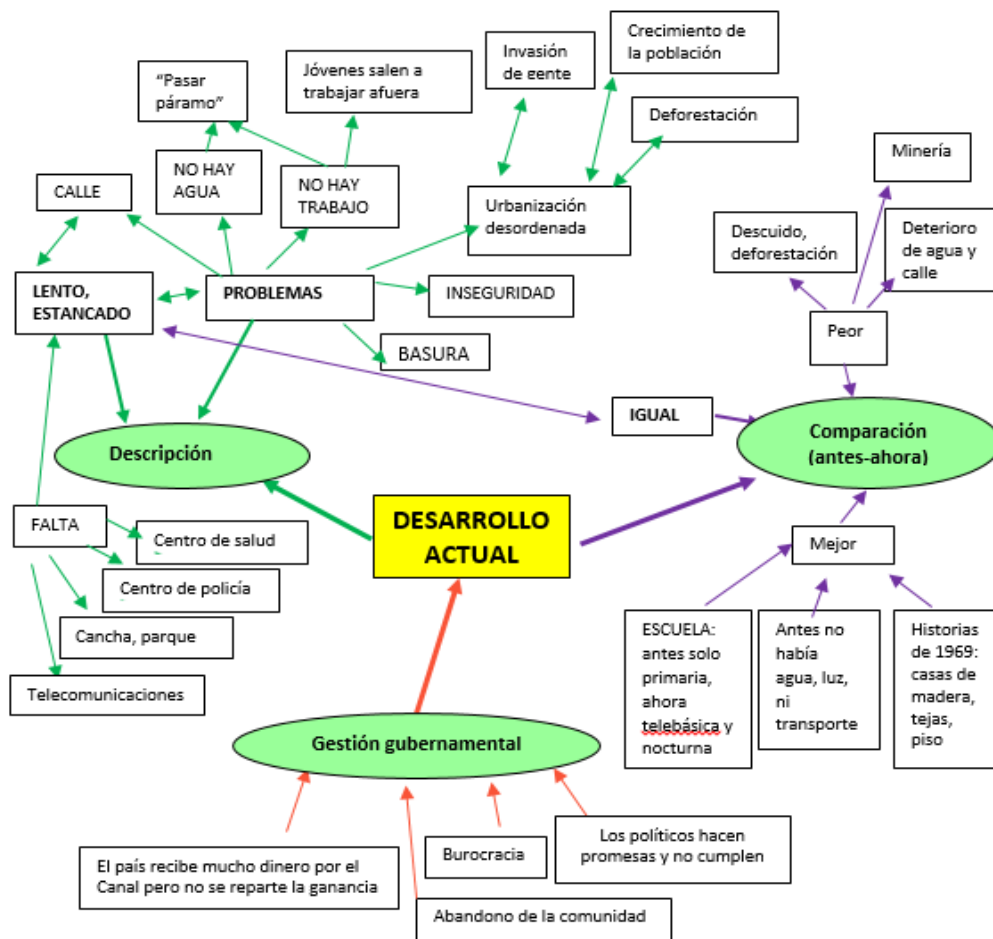 Crecimiento de
la población
Invasión
de gente
Jóvenes salen a
trabajar afuera
“Pasar
páramo”
Deforestación
Minería
NO HAY
AGUA
NO HAY
TRABAJO
CALLE
Urbanización
desordenada
Descuido,
deforestación
Deterioro
de agua y
calle
LENTO,
ESTANCADO
PROBLEMAS
INSEGURIDAD
Peor
BASURA
IGUAL
Comparación
(antes-ahora)
Descripción
DESARROLLO
ACTUAL
FALTA
Centro de salud
Mejor
Centro de policía
Cancha, parque
Telecomunicaciones
ESCUELA:
antes solo
primaria,
ahora
telebásica y
nocturna
Antes no
había
agua, luz,
ni
transporte
Historias
de 1969:
casas de
madera,
tejas,
piso
Gestión gubernamental
Los políticos hacen
promesas y no cumplen
Burocracia
El país recibe mucho dinero por el
Canal pero no se reparte la ganancia
Abandono de la comunidad